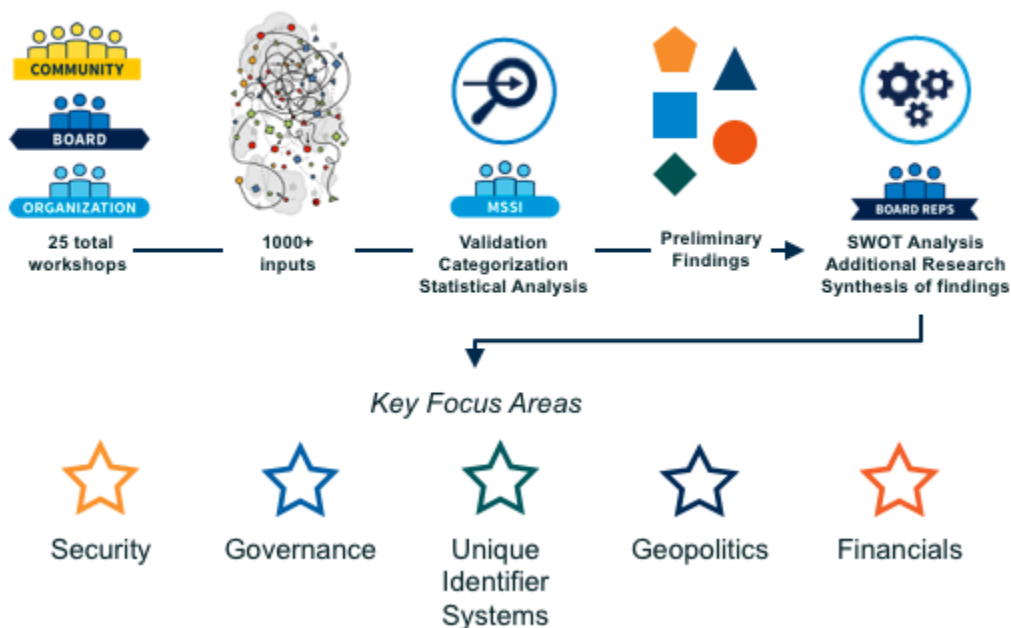 COMMUNITY
BOARD
ORGANIZATION
25 total
workshops
1000+
inputs
MSSI
Validation
Categorization
Statistical Analysis
Preliminary
Findings
BOARD REPS
SWOT Analysis
Additional Research
Synthesis of findings
Key Focus Areas
Security
Governance
Unique
Identifier
Systems
Geopolitics
Financials